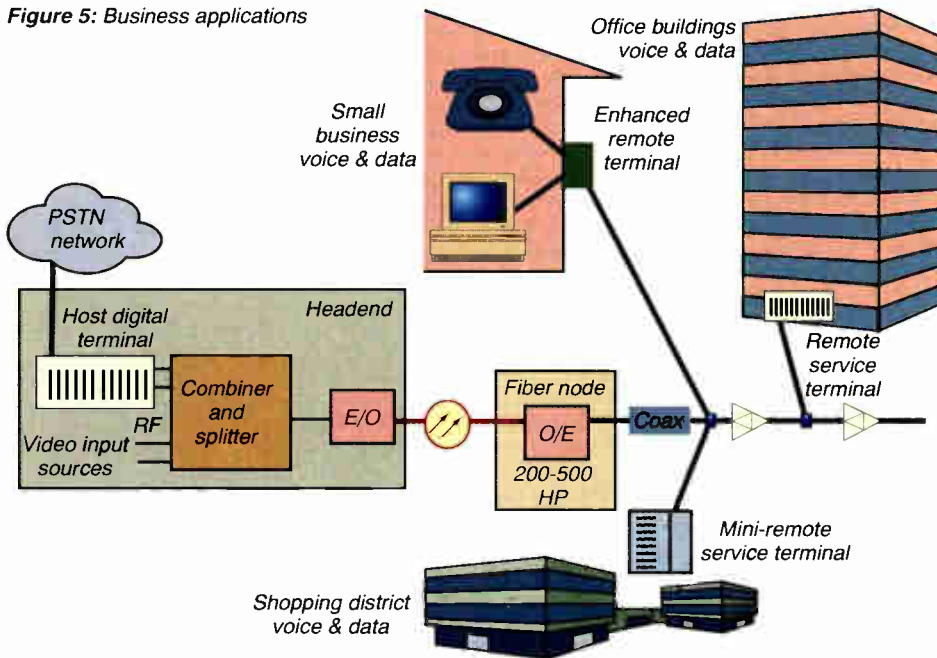 Figure 5: Business applications
Office buildings
voice & data
Small
business
voice & data
Enhanced
remote
terminal
PSTN
network
Headend
Host digital
terminal
Combiner
and
splitter
RF
Video input
sources
E/O
Fiber node
O/E
200-500
HP
Coax
Remote
service
terminal
Mini-remote
service terminal
Shopping district
voice & data